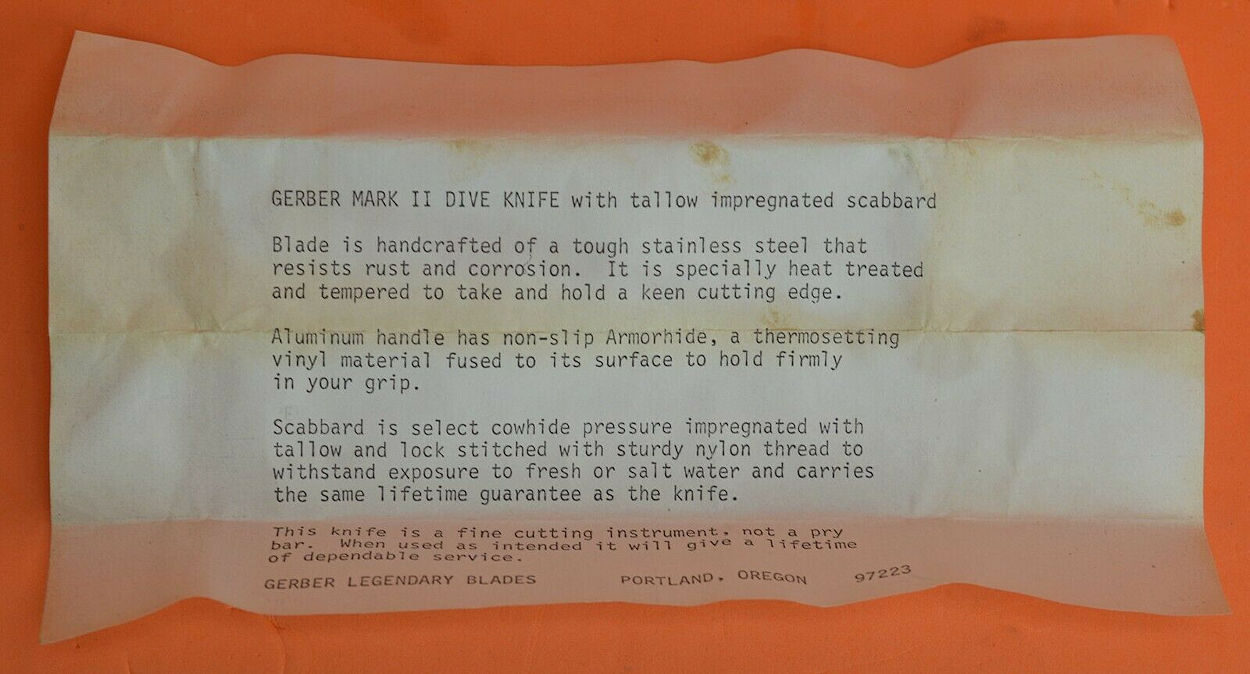 GERBER MARK II DIVE KNIFE with tallow impregnated scabbard
Blade is handcrafted of a tough stainless steel that
resists rust and corrosion. It is specially heat treated
and tempered to take and hold a keen cutting edge.
Aluminum handle has non-slip Armorhide, a thermosetting
vinyl material fused to its surface to hold firmly
in your grip.
Scabbard is select cowhide pressure impregnated with
tallow and lock stitched with sturdy nylon thread to
withstand exposure to fresh or salt water and carries
the same lifetime guarantee as the knife.
This knife is a fine cutting instrument, not a pry
bar. When used as intended it will give a lifetime
of dependable service.
GERBER LEGENDARY BLADES PORTLAND, OREGON 97223